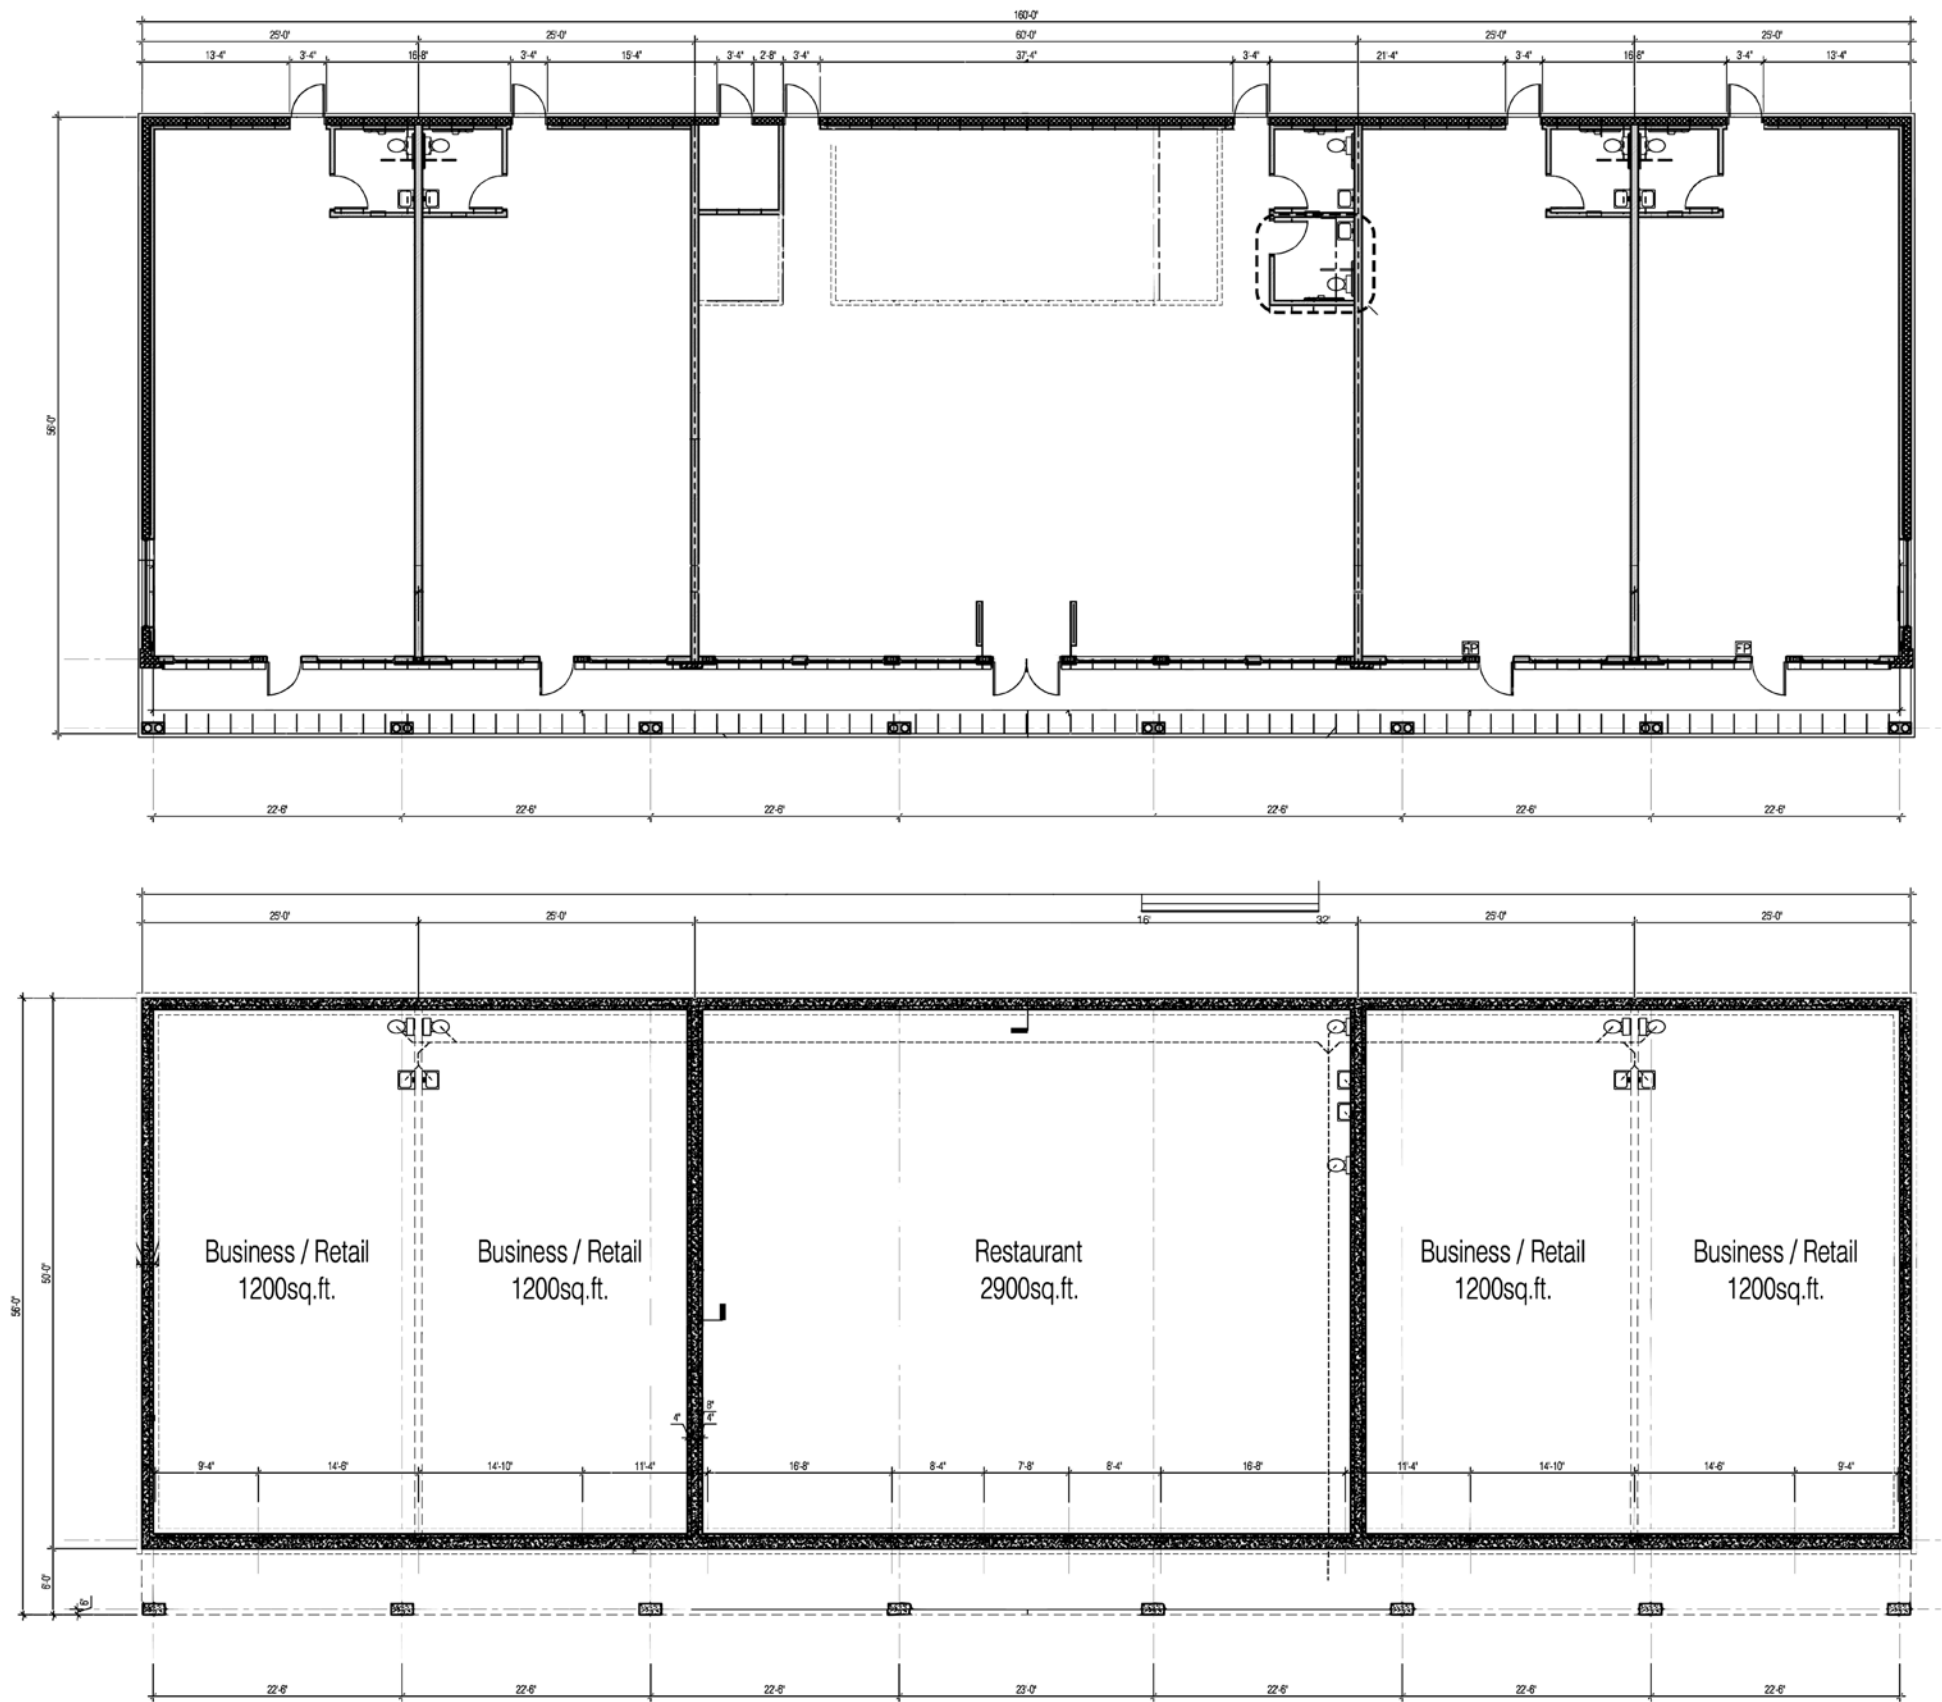 160'-0"
25'-0" 25'-0" 60'-0" 25'-0" 25'-0"
13'-4" 3'-4" 16'-8" 3'-4" 15'-4" 3'-4" 2'-8" 3'-4" 37'-4" 3'-4" 21'-4" 3'-4" 16'-8" 3'-4" 13'-4"
56'-0"
FP
22'-6" 22'-6" 22'-6" 22'-6" 22'-6" 22'-6"
25'-0" 25'-0" 16' 32' 25'-0" 25'-0"
Business / Retail
1200sq.ft.
Business / Retail
1200sq.ft.
Restaurant
2900sq.ft.
Business / Retail
1200sq.ft.
Business / Retail
1200sq.ft.
50'-0"
56'-0"
8"
4" 4"
9'-4" 14'-6" 14'-10" 11'-4" 16'-8" 8'-4" 7'-8" 8'-4" 16'-8" 11'-4" 14'-10" 14'-6" 9'-4"
6'-0"
22'-6" 22'-6" 22'-6" 23'-0" 22'-6" 22'-6" 22'-6"